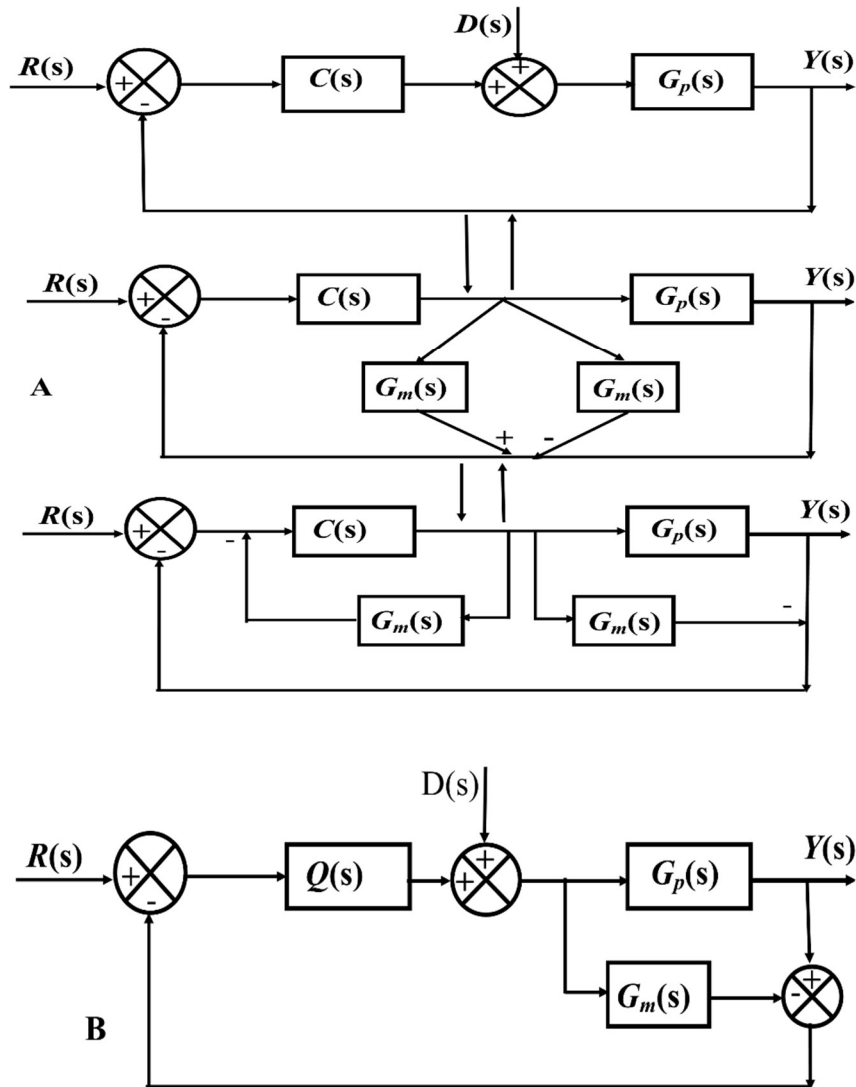 D(s)
R(s) + - C(s) + + Gp(s) Y(s)
R(s) + - C(s) Gp(s) Y(s)
A Gm(s) Gm(s)
+ -
R(s) + - - C(s) Gp(s) Y(s)
Gm(s) Gm(s) -
D(s)
R(s) + - Q(s) + + Gp(s) Y(s)
Gm(s) - +
B